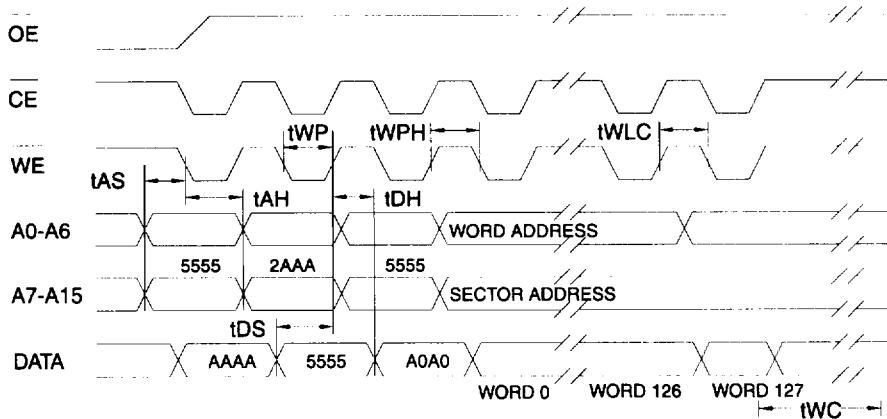 OE
CE
tWP tWPH tWLC
WE
tAS
tAH tDH
A0-A6 WORD ADDRESS
5555 2AAA 5555
A7-A15 SECTOR ADDRESS
tDS
DATA AAAA 5555 A0A0
WORD 0 WORD 126 WORD 127
tWC